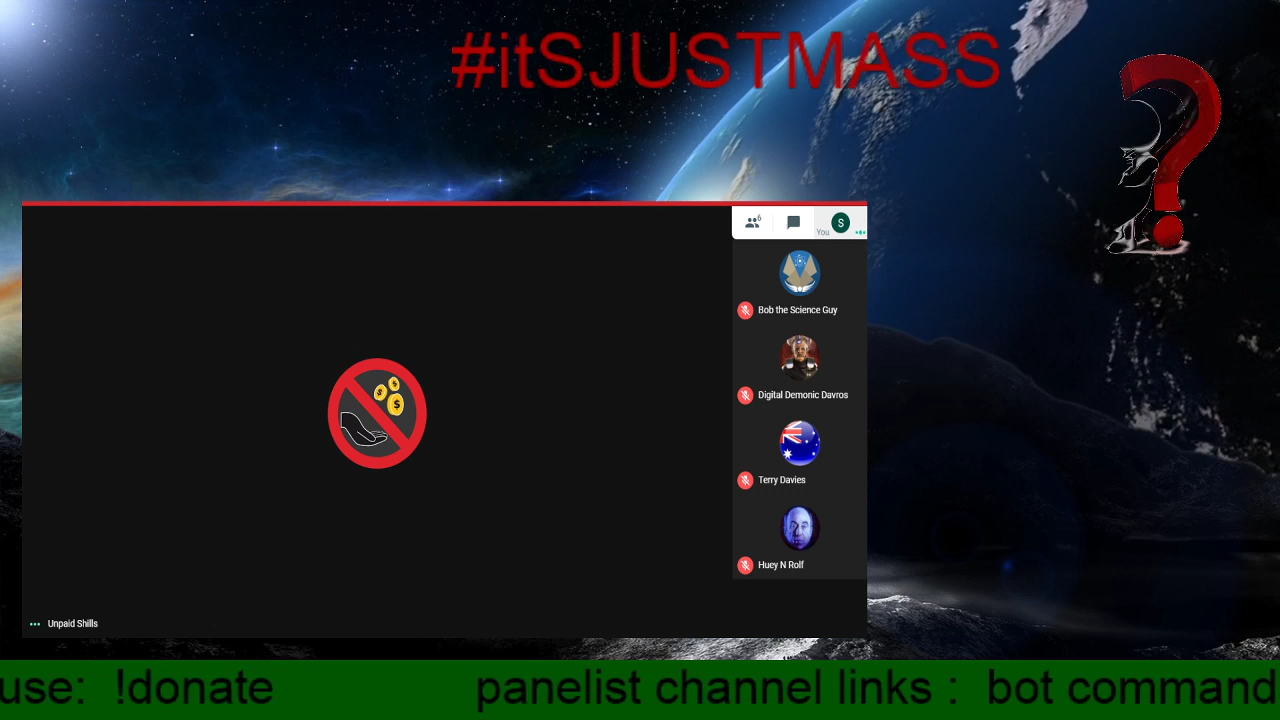 #itSJUSTMASS
6
You
S
Bob the Science Guy
Digital Demonic Davros
Terry Davies
Huey N Rolf
Unpaid Shills
use: !donate panelist channel links : bot command